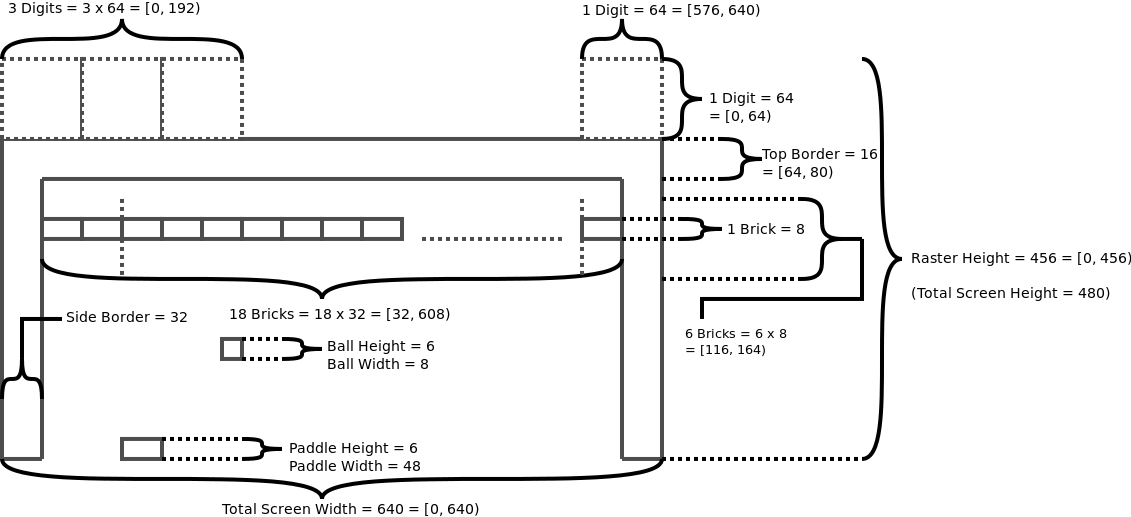 3 Digits = 3 x 64 = [0, 192)
1 Digit = 64 = [576, 640)
1 Digit = 64
= [0, 64)
Top Border = 16
= [64, 80)
1 Brick = 8
Raster Height = 456 = [0, 456)
(Total Screen Height = 480)
18 Bricks = 18 x 32 = [32, 608)
Side Border = 32
6 Bricks = 6 x 8
= [116, 164)
Ball Height = 6
Ball Width = 8
Paddle Height = 6
Paddle Width = 48
Total Screen Width = 640 = [0, 640)